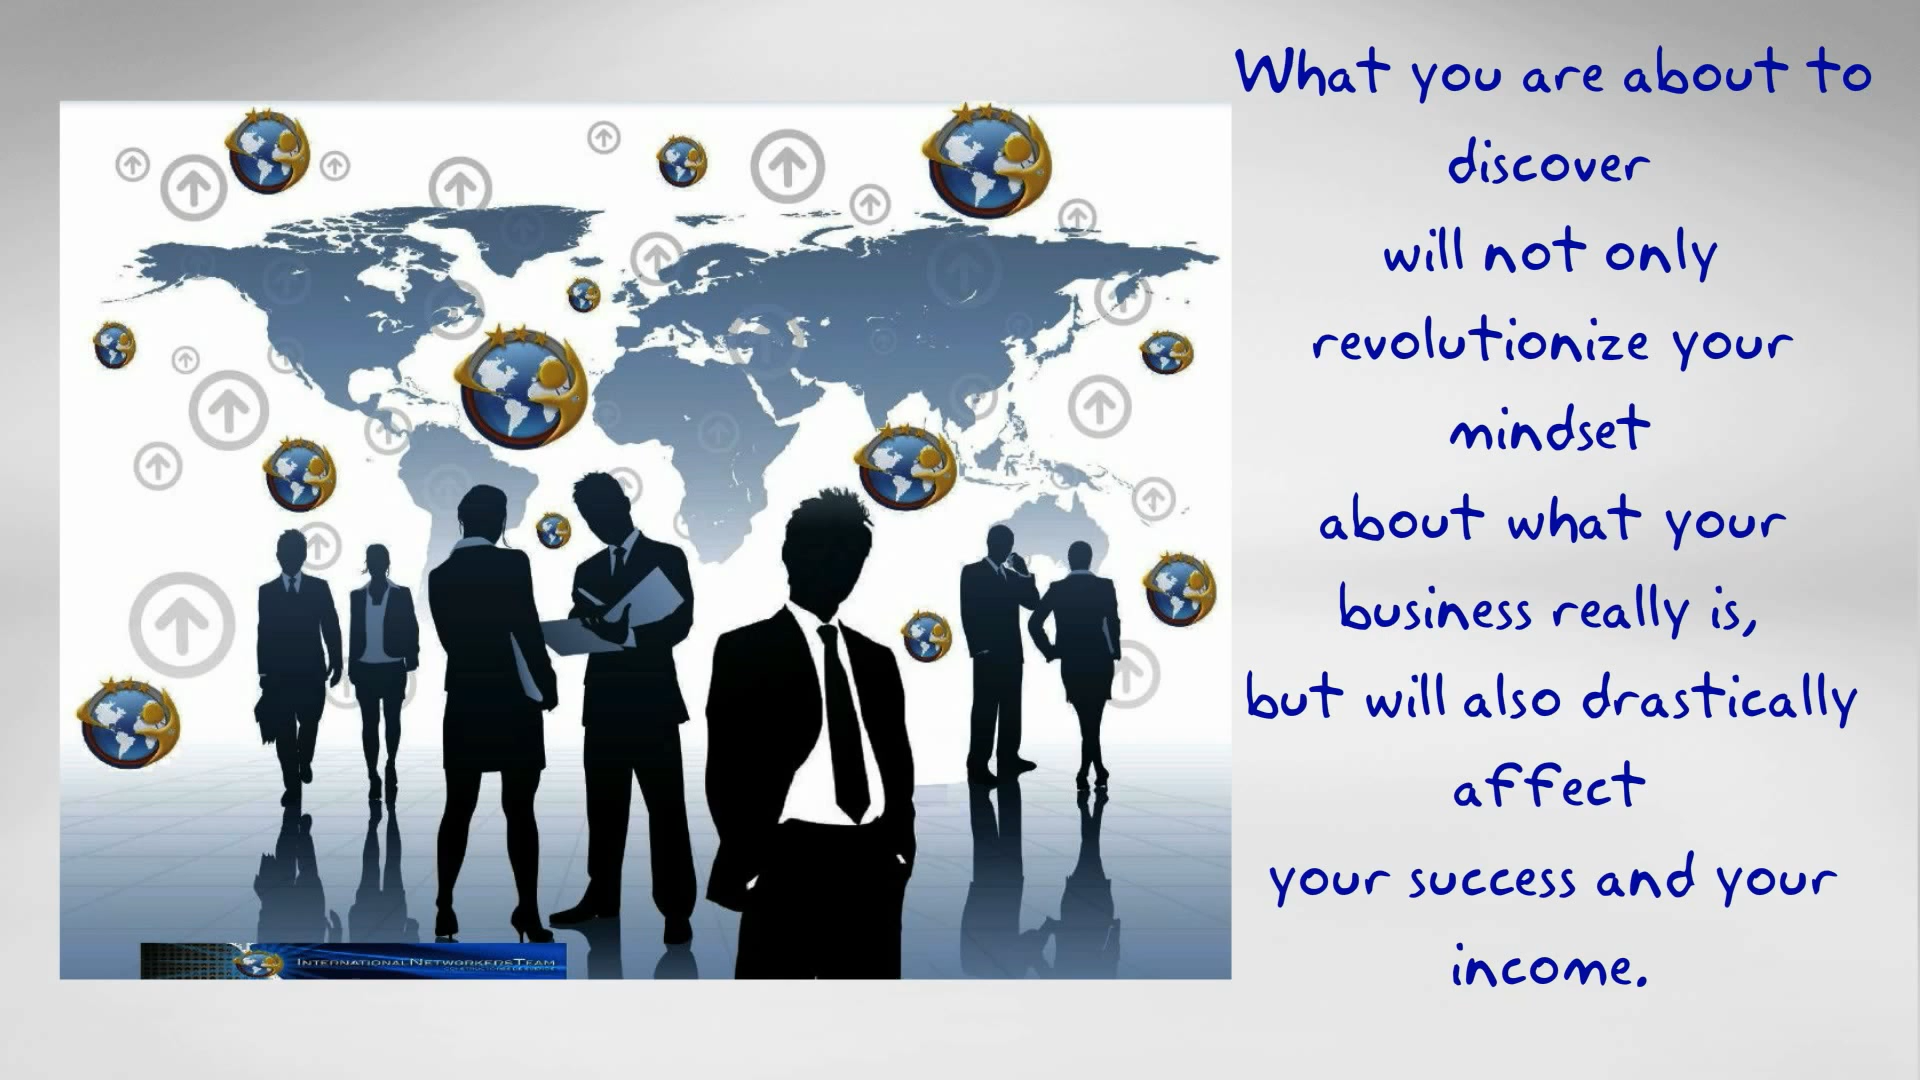 What you are about to
discover
will not only
revolutionize your
mindset
about what your
business really is,
but will also drastically
affect
your success and your
income.
INTERNATIONALNETWORKERSTEAM